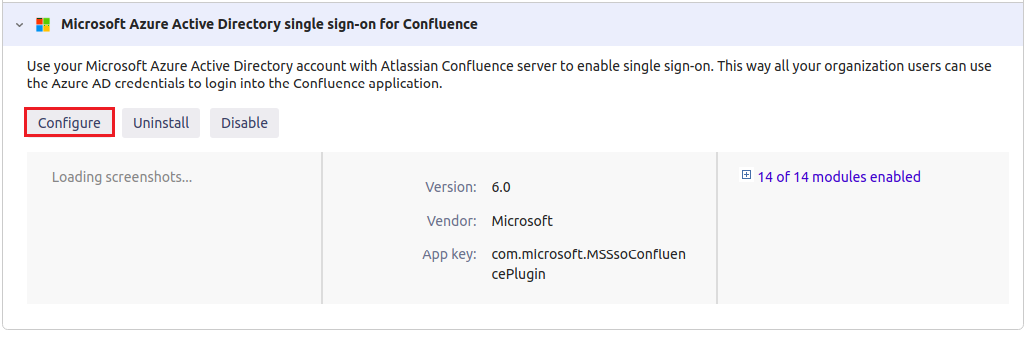 Microsoft Azure Active Directory single sign-on for Confluence
Use your Microsoft Azure Active Directory account with Atlassian Confluence server to enable single sign-on. This way all your organization users can use
the Azure AD credentials to login into the Confluence application.
Configure Uninstall Disable
Loading screenshots...
Version: 6.0
Vendor: Microsoft
App key: com.microsoft.MSSsoConfluen
cePlugin
14 of 14 modules enabled